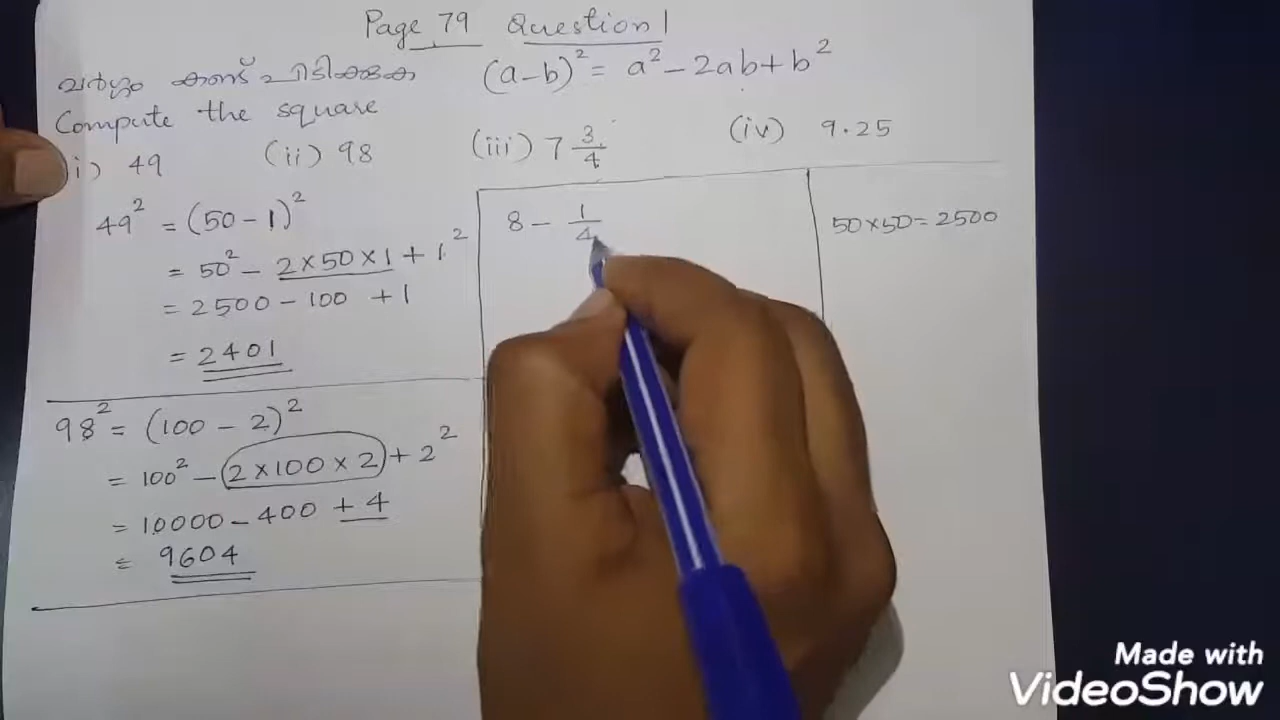 Page 79 Question 1
വർഗ്ഗം കണ്ട് പിടിക്കുക (a-b)² = a² - 2ab + b²
Compute the square
i) 49 (ii) 98 (iii) 7 3/4 (iv) 9.25
49² = (50 - 1)²
= 50² - 2×50×1 + 1²
= 2500 - 100 + 1
= 2401
98² = (100 - 2)²
= 100² - 2×100×2 + 2²
= 10000 - 400 + 4
= 9604
8 - 1/4
50×50 = 2500
Made with
VideoShow